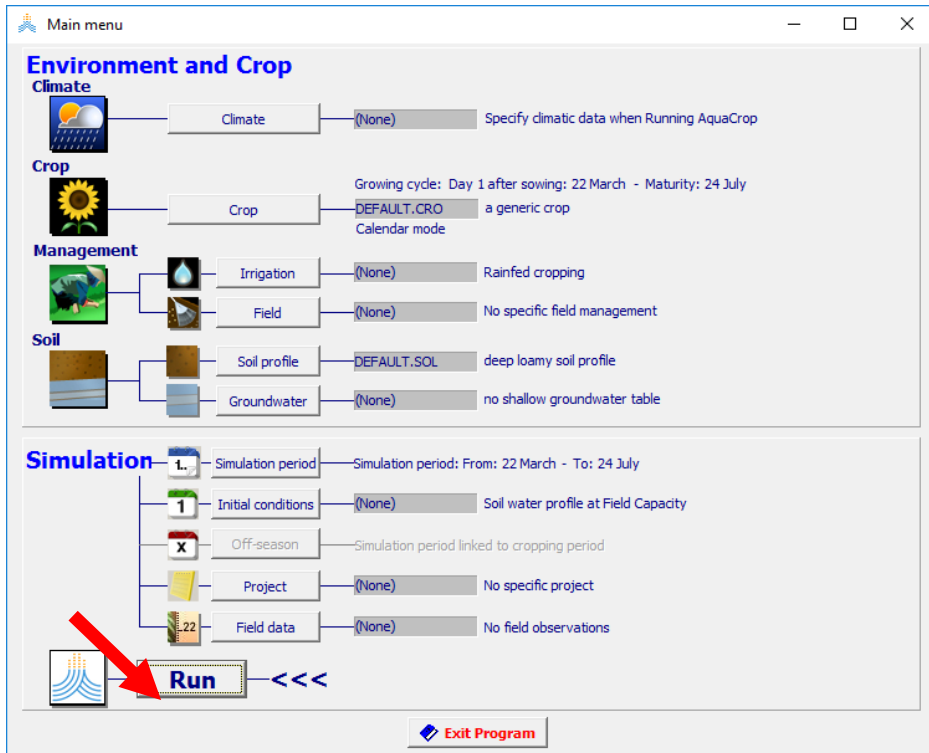 Main menu
Environment and Crop
Climate
Climate (None) Specify climatic data when Running AquaCrop
Crop
Growing cycle: Day 1 after sowing: 22 March - Maturity: 24 July
Crop DEFAULT.CRO a generic crop
Calendar mode
Management
Irrigation (None) Rainfed cropping
Field (None) No specific field management
Soil
Soil profile DEFAULT.SOL deep loamy soil profile
Groundwater (None) no shallow groundwater table
Simulation 1.. Simulation period Simulation period: From: 22 March - To: 24 July
1 Initial conditions (None) Soil water profile at Field Capacity
X Off-season Simulation period linked to cropping period
Project (None) No specific project
.22 Field data (None) No field observations
Run <<<
Exit Program